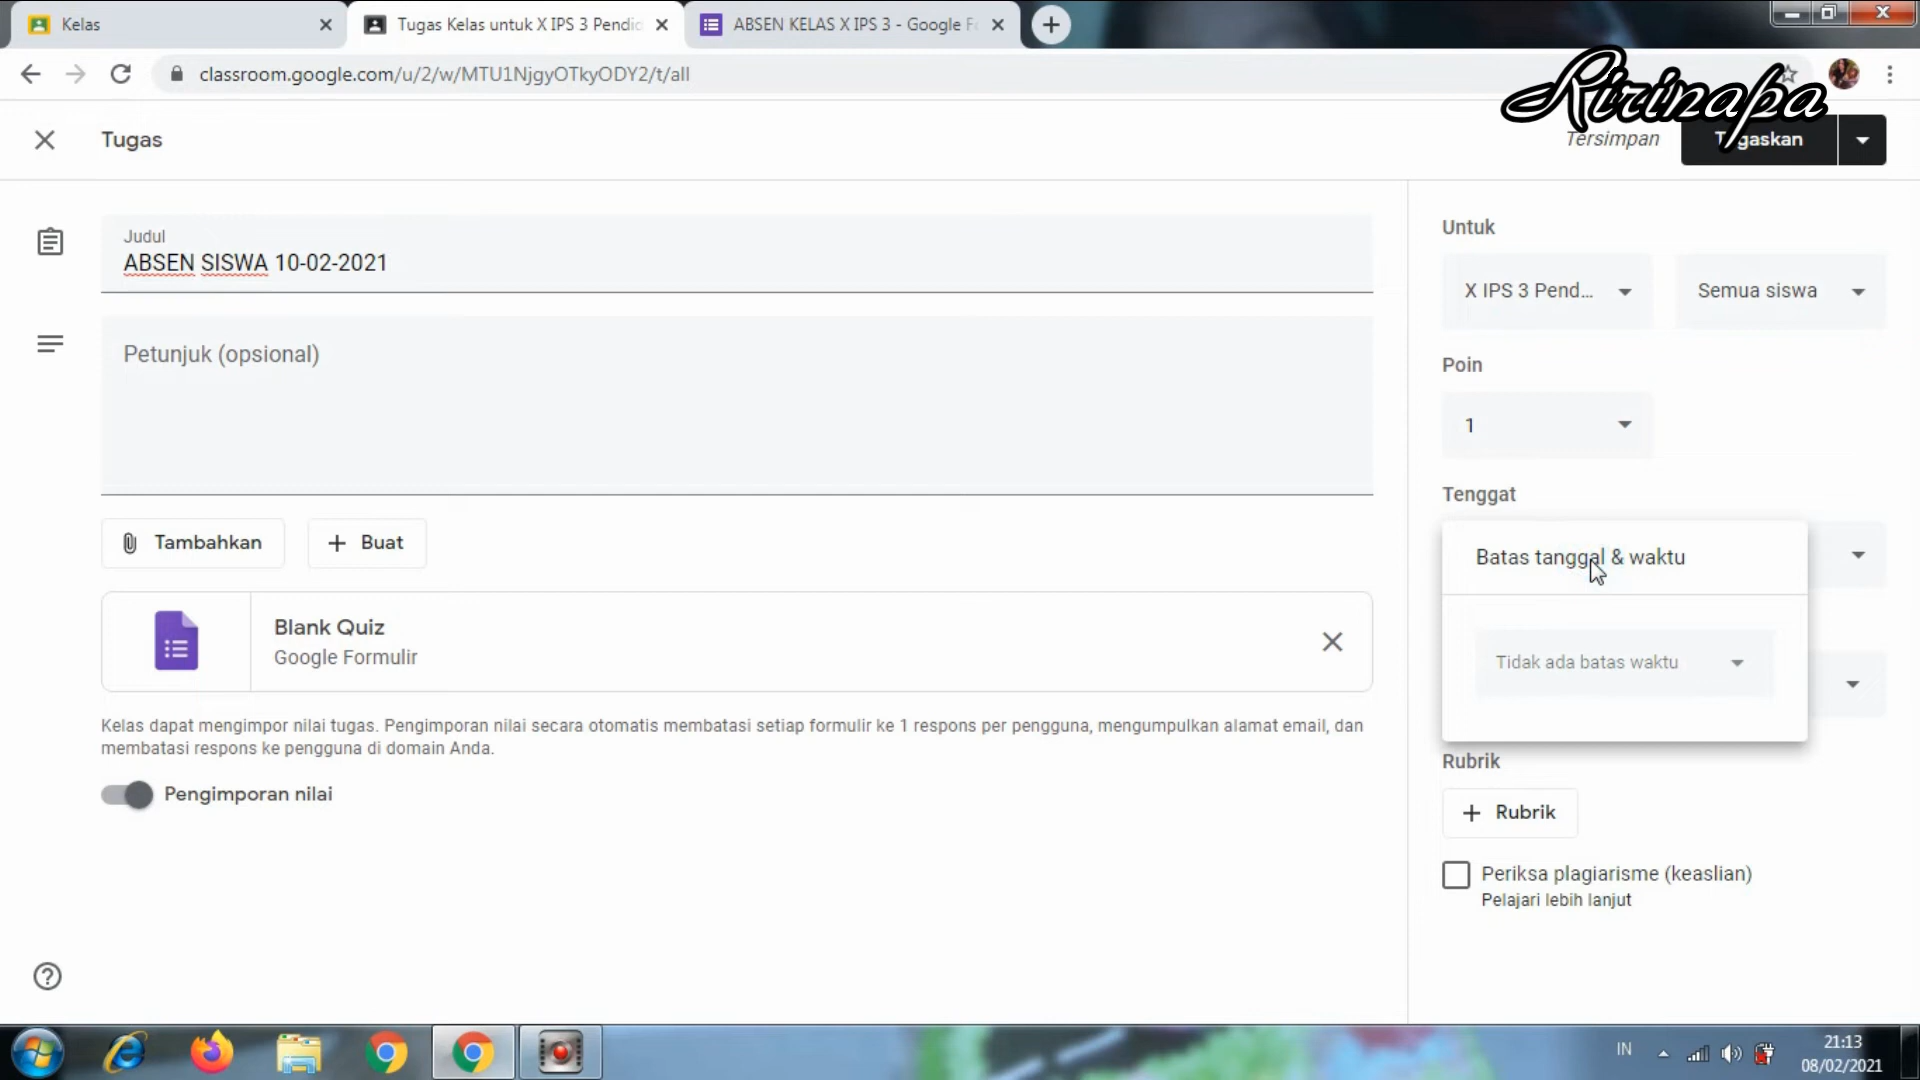 Kelas
Tugas Kelas untuk X IPS 3 Pendid
ABSEN KELAS X IPS 3 - Google F
classroom.google.com/u/2/w/MTU1NjgyOTkyODY2/t/all
Ririnapa
Tugas
Tersimpan
Tugaskan
Judul
ABSEN SISWA 10-02-2021
Petunjuk (opsional)
Tambahkan
Buat
Blank Quiz
Google Formulir
Kelas dapat mengimpor nilai tugas. Pengimporan nilai secara otomatis membatasi setiap formulir ke 1 respons per pengguna, mengumpulkan alamat email, dan
membatasi respons ke pengguna di domain Anda.
Pengimporan nilai
Untuk
X IPS 3 Pend...
Semua siswa
Poin
1
Tenggat
Batas tanggal & waktu
Tidak ada batas waktu
Rubrik
Rubrik
Periksa plagiarisme (keaslian)
Pelajari lebih lanjut
IN
21:13
08/02/2021